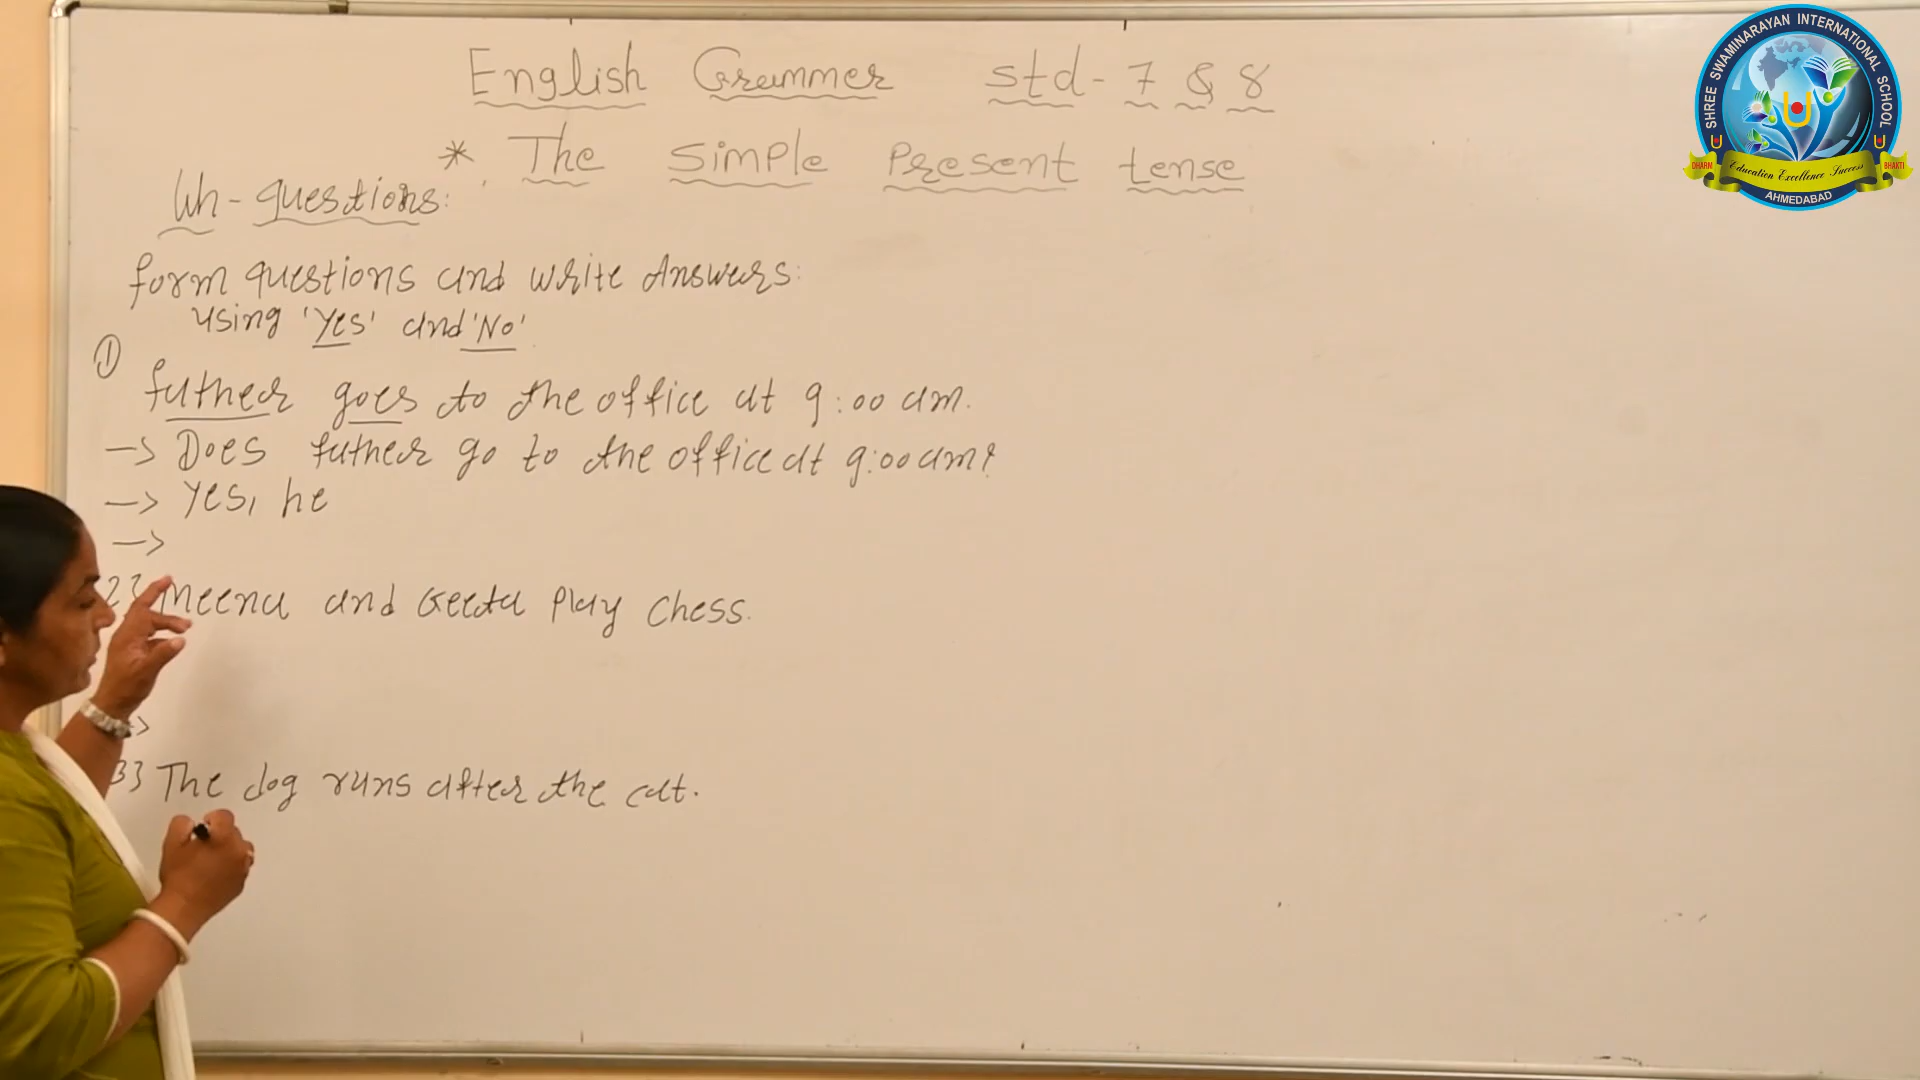 English Grammer std-7 & 8
* The Simple Present tense
Wh-questions:
form questions and write Answers:
using 'Yes' and 'No'
① father goes to the office at 9:00 am.
→ Does father go to the office at 9:00 am?
→ Yes, he
→
2} Meena and Geeta Play Chess.
→
3} The dog runs after the cat.
SHREE SWAMINARAYAN INTERNATIONAL SCHOOL
DHARM
Education Excellence Success
BHAKTI
AHMEDABAD